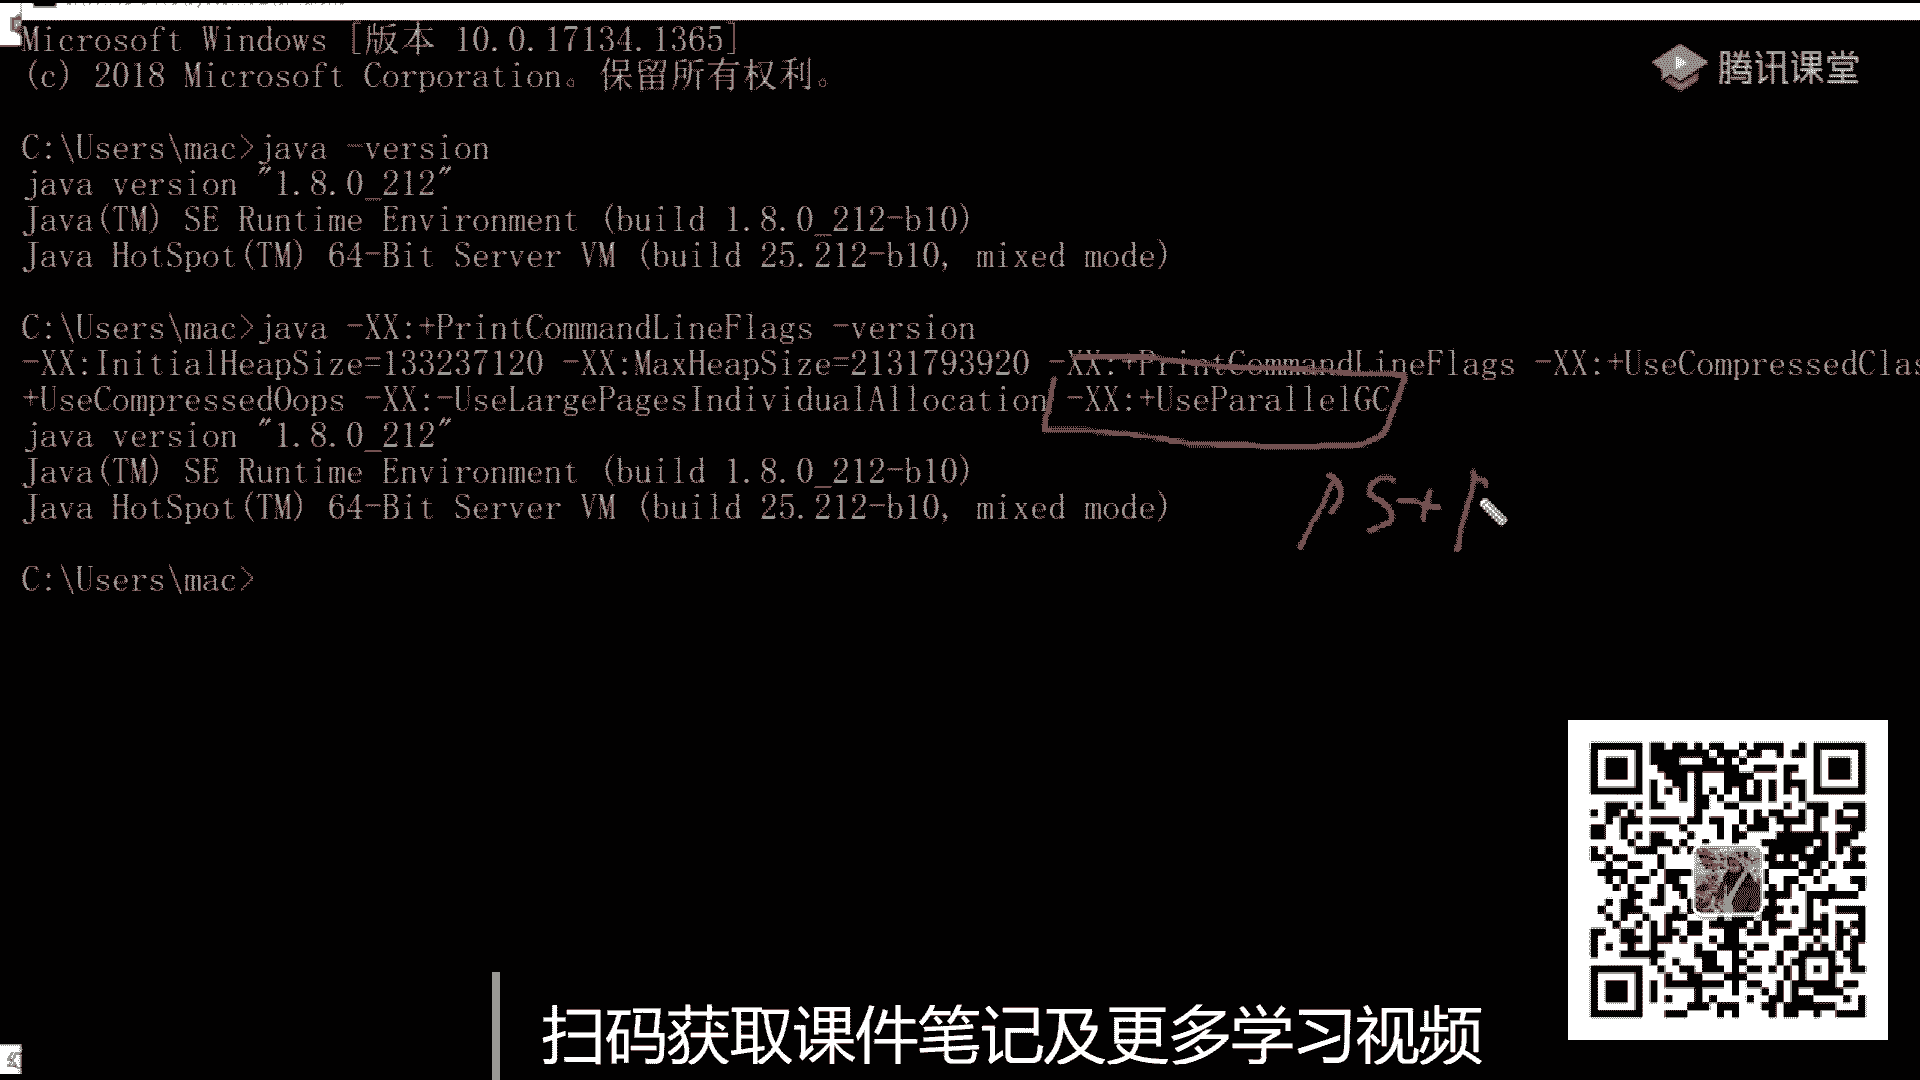 Microsoft Windows [版本 10.0.17134.1365]
(c) 2018 Microsoft Corporation。保留所有权利。
腾讯课堂
C:\Users\mac>java -version
java version "1.8.0_212"
Java(TM) SE Runtime Environment (build 1.8.0_212-b10)
Java HotSpot(TM) 64-Bit Server VM (build 25.212-b10, mixed mode)
C:\Users\mac>java -XX:+PrintCommandLineFlags -version
-XX:InitialHeapSize=133237120 -XX:MaxHeapSize=2131793920 -XX:+PrintCommandLineFlags -XX:+UseCompressedClas
+UseCompressedOops -XX:-UseLargePagesIndividualAllocation -XX:+UseParallelGC
java version "1.8.0_212"
Java(TM) SE Runtime Environment (build 1.8.0_212-b10)
Java HotSpot(TM) 64-Bit Server VM (build 25.212-b10, mixed mode)
PS+
C:\Users\mac>
扫码获取课件笔记及更多学习视频